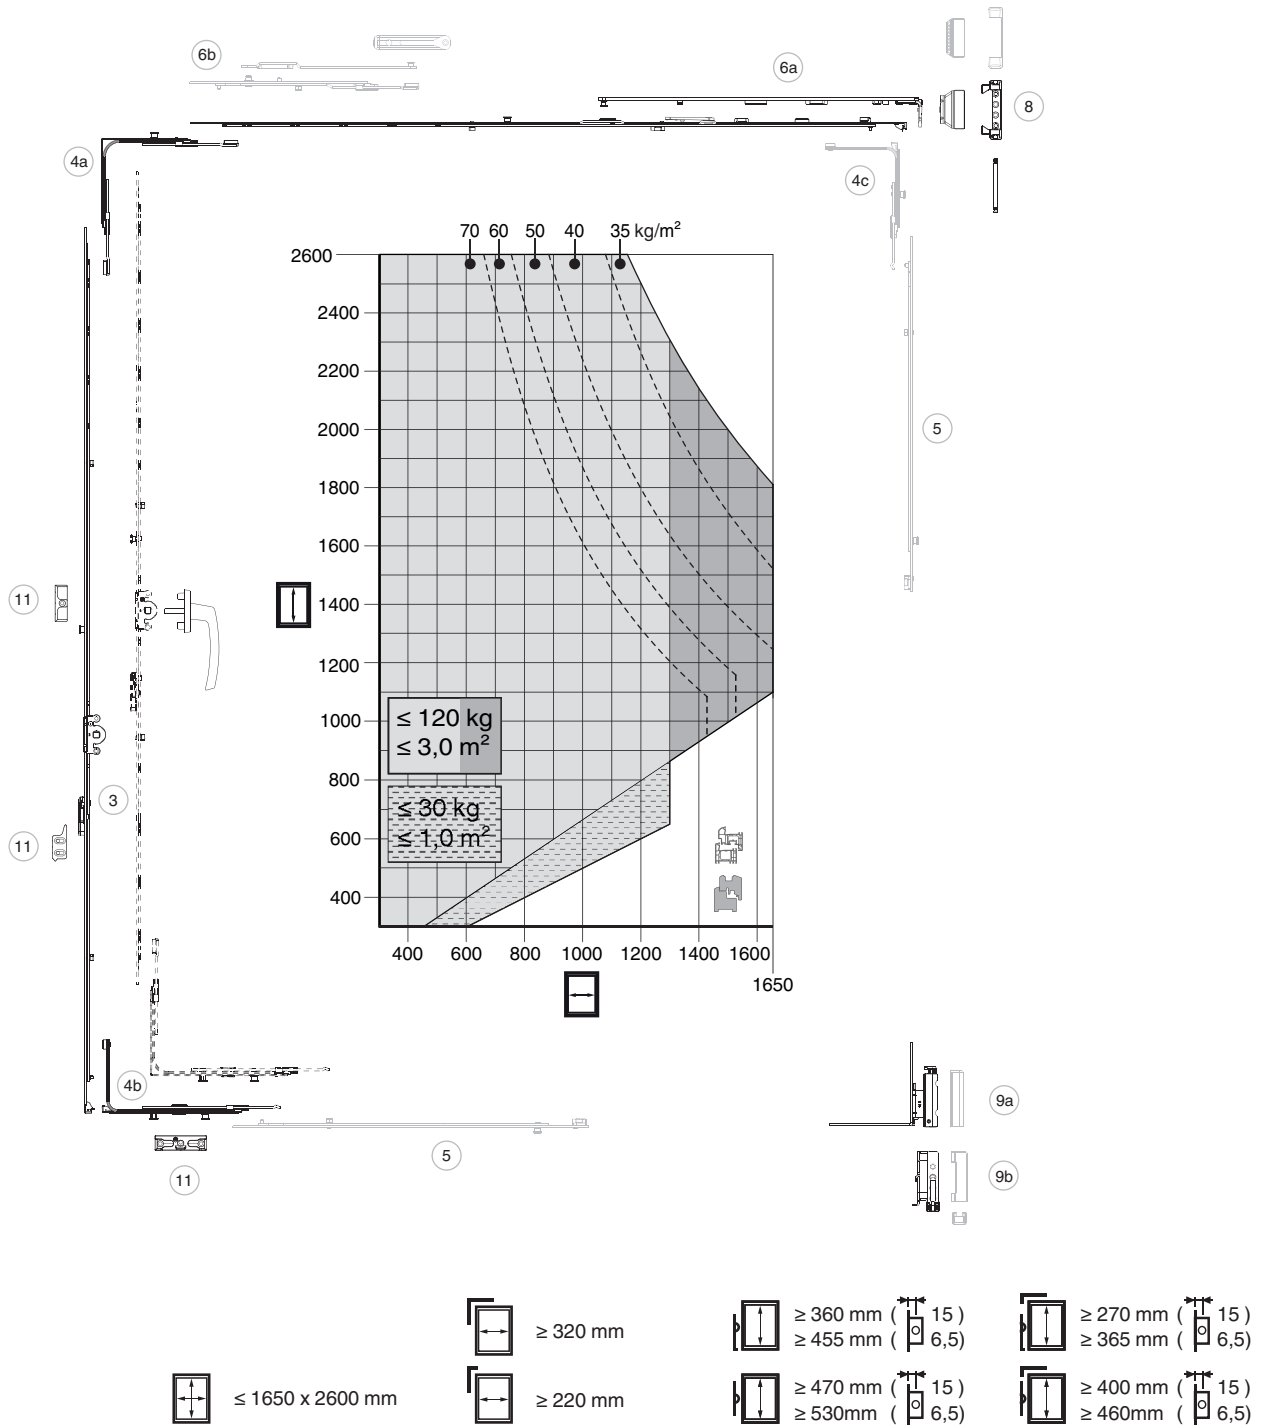 6b
6a
8
4a
4c
70 60 50 40 35 kg/m²
2600
2400
2200
2000
5
1800
1600
11
1400
1200
≤ 120 kg
≤ 3,0 m²
1000
800
3
≤ 30 kg
≤ 1,0 m²
11
600
400
400 600 800 1000 1200 1400 1600
1650
4b
9a
11
5
9b
≥ 320 mm
≥ 360 mm ( 15 )
≥ 455 mm ( 6,5)
≥ 270 mm ( 15 )
≥ 365 mm ( 6,5)
≤ 1650 x 2600 mm
≥ 220 mm
≥ 470 mm ( 15 )
≥ 530mm ( 6,5)
≥ 400 mm ( 15 )
≥ 460mm ( 6,5)